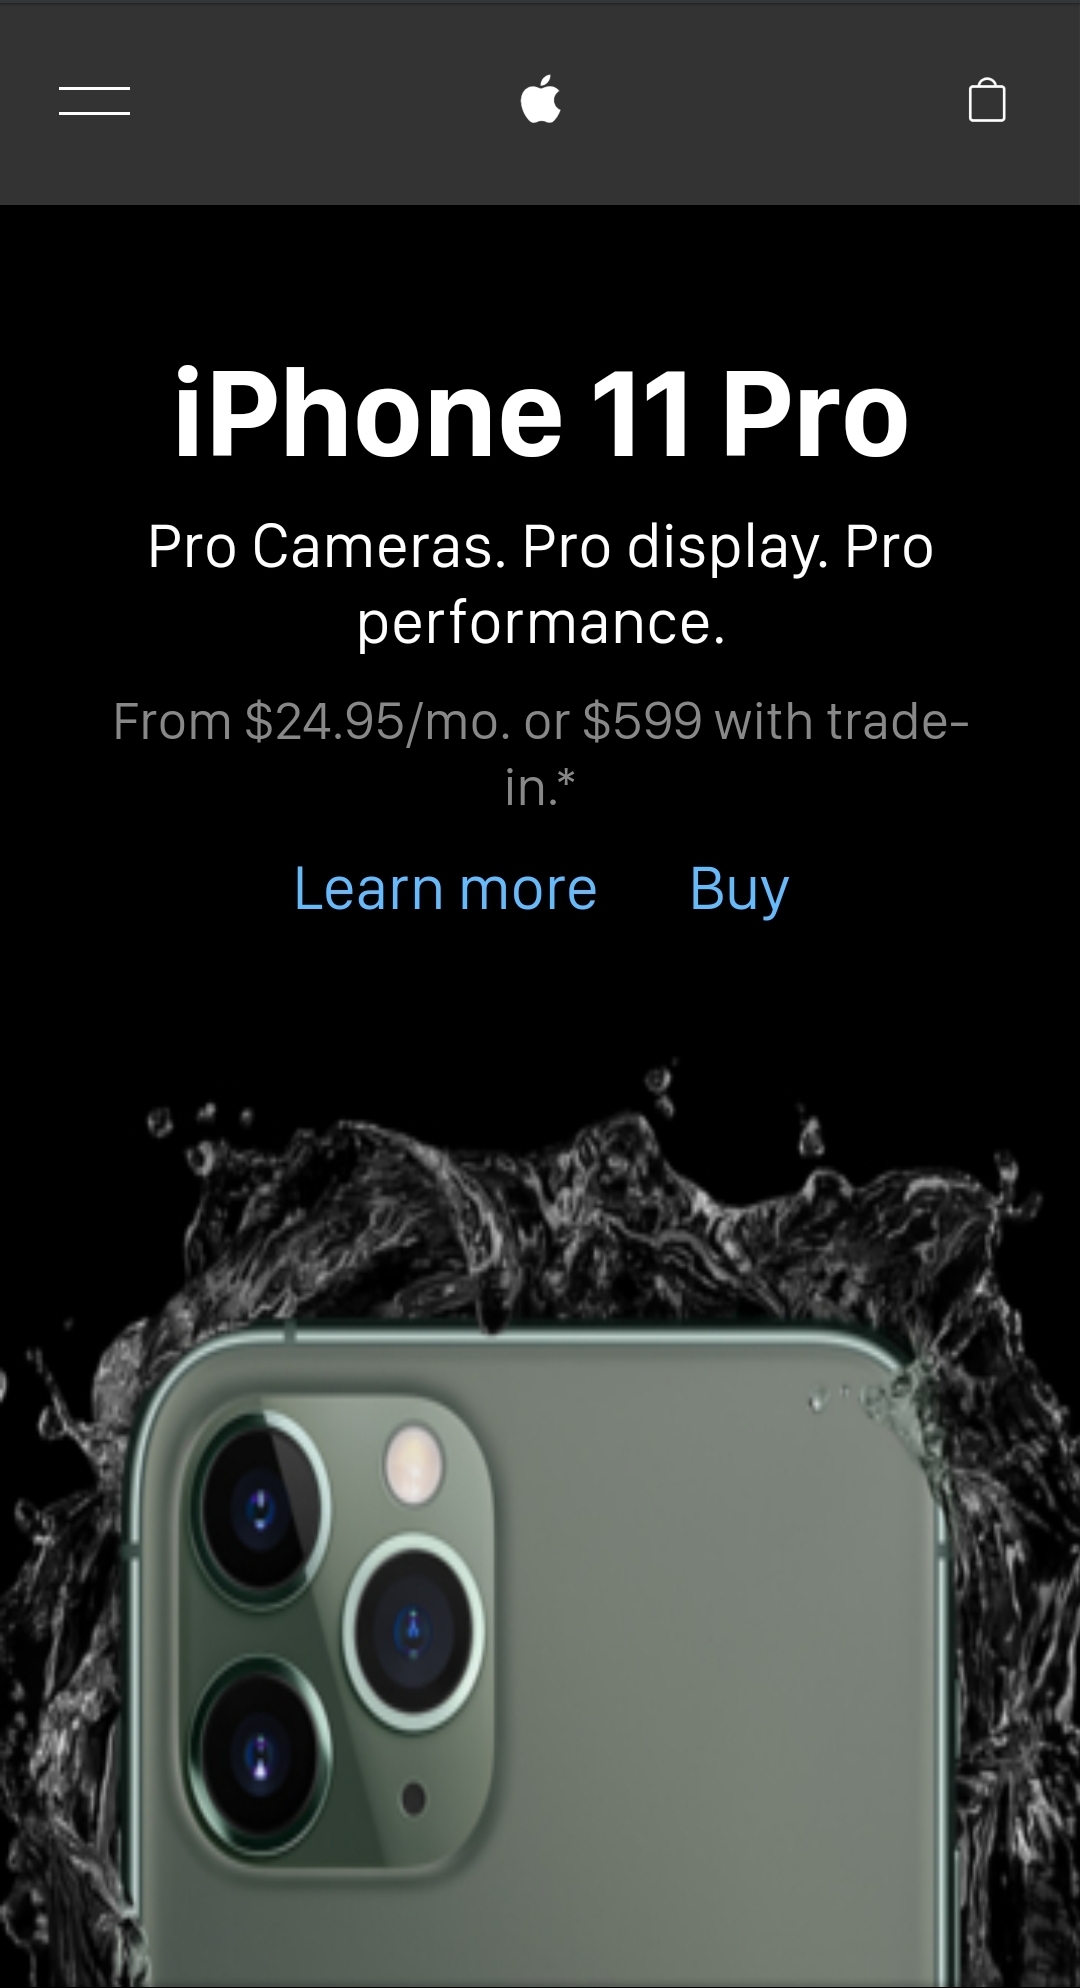 iPhone 11 Pro
Pro Cameras. Pro display. Pro
performance.
From $24.95/mo. or $599 with trade-
in.*
Learn more Buy